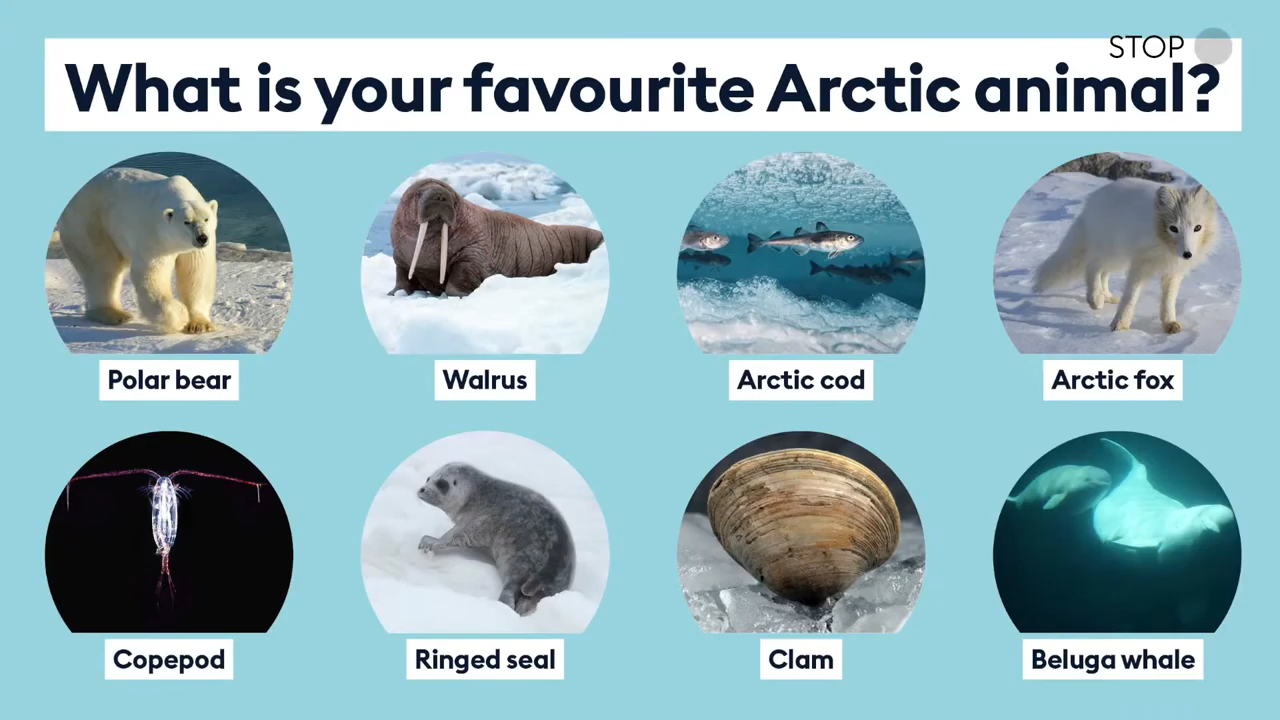 STOP
What is your favourite Arctic animal?
Polar bear
Walrus
Arctic cod
Arctic fox
Copepod
Ringed seal
Clam
Beluga whale